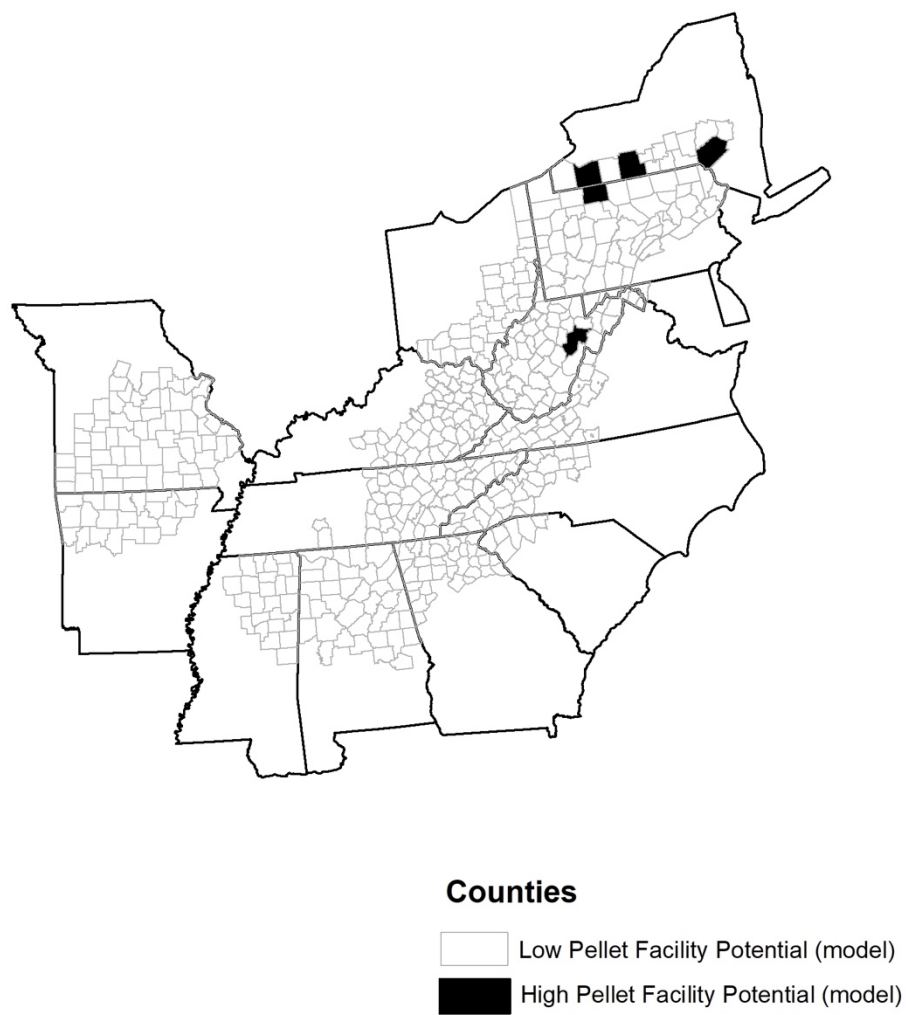 Counties
Low Pellet Facility Potential (model)
High Pellet Facility Potential (model)